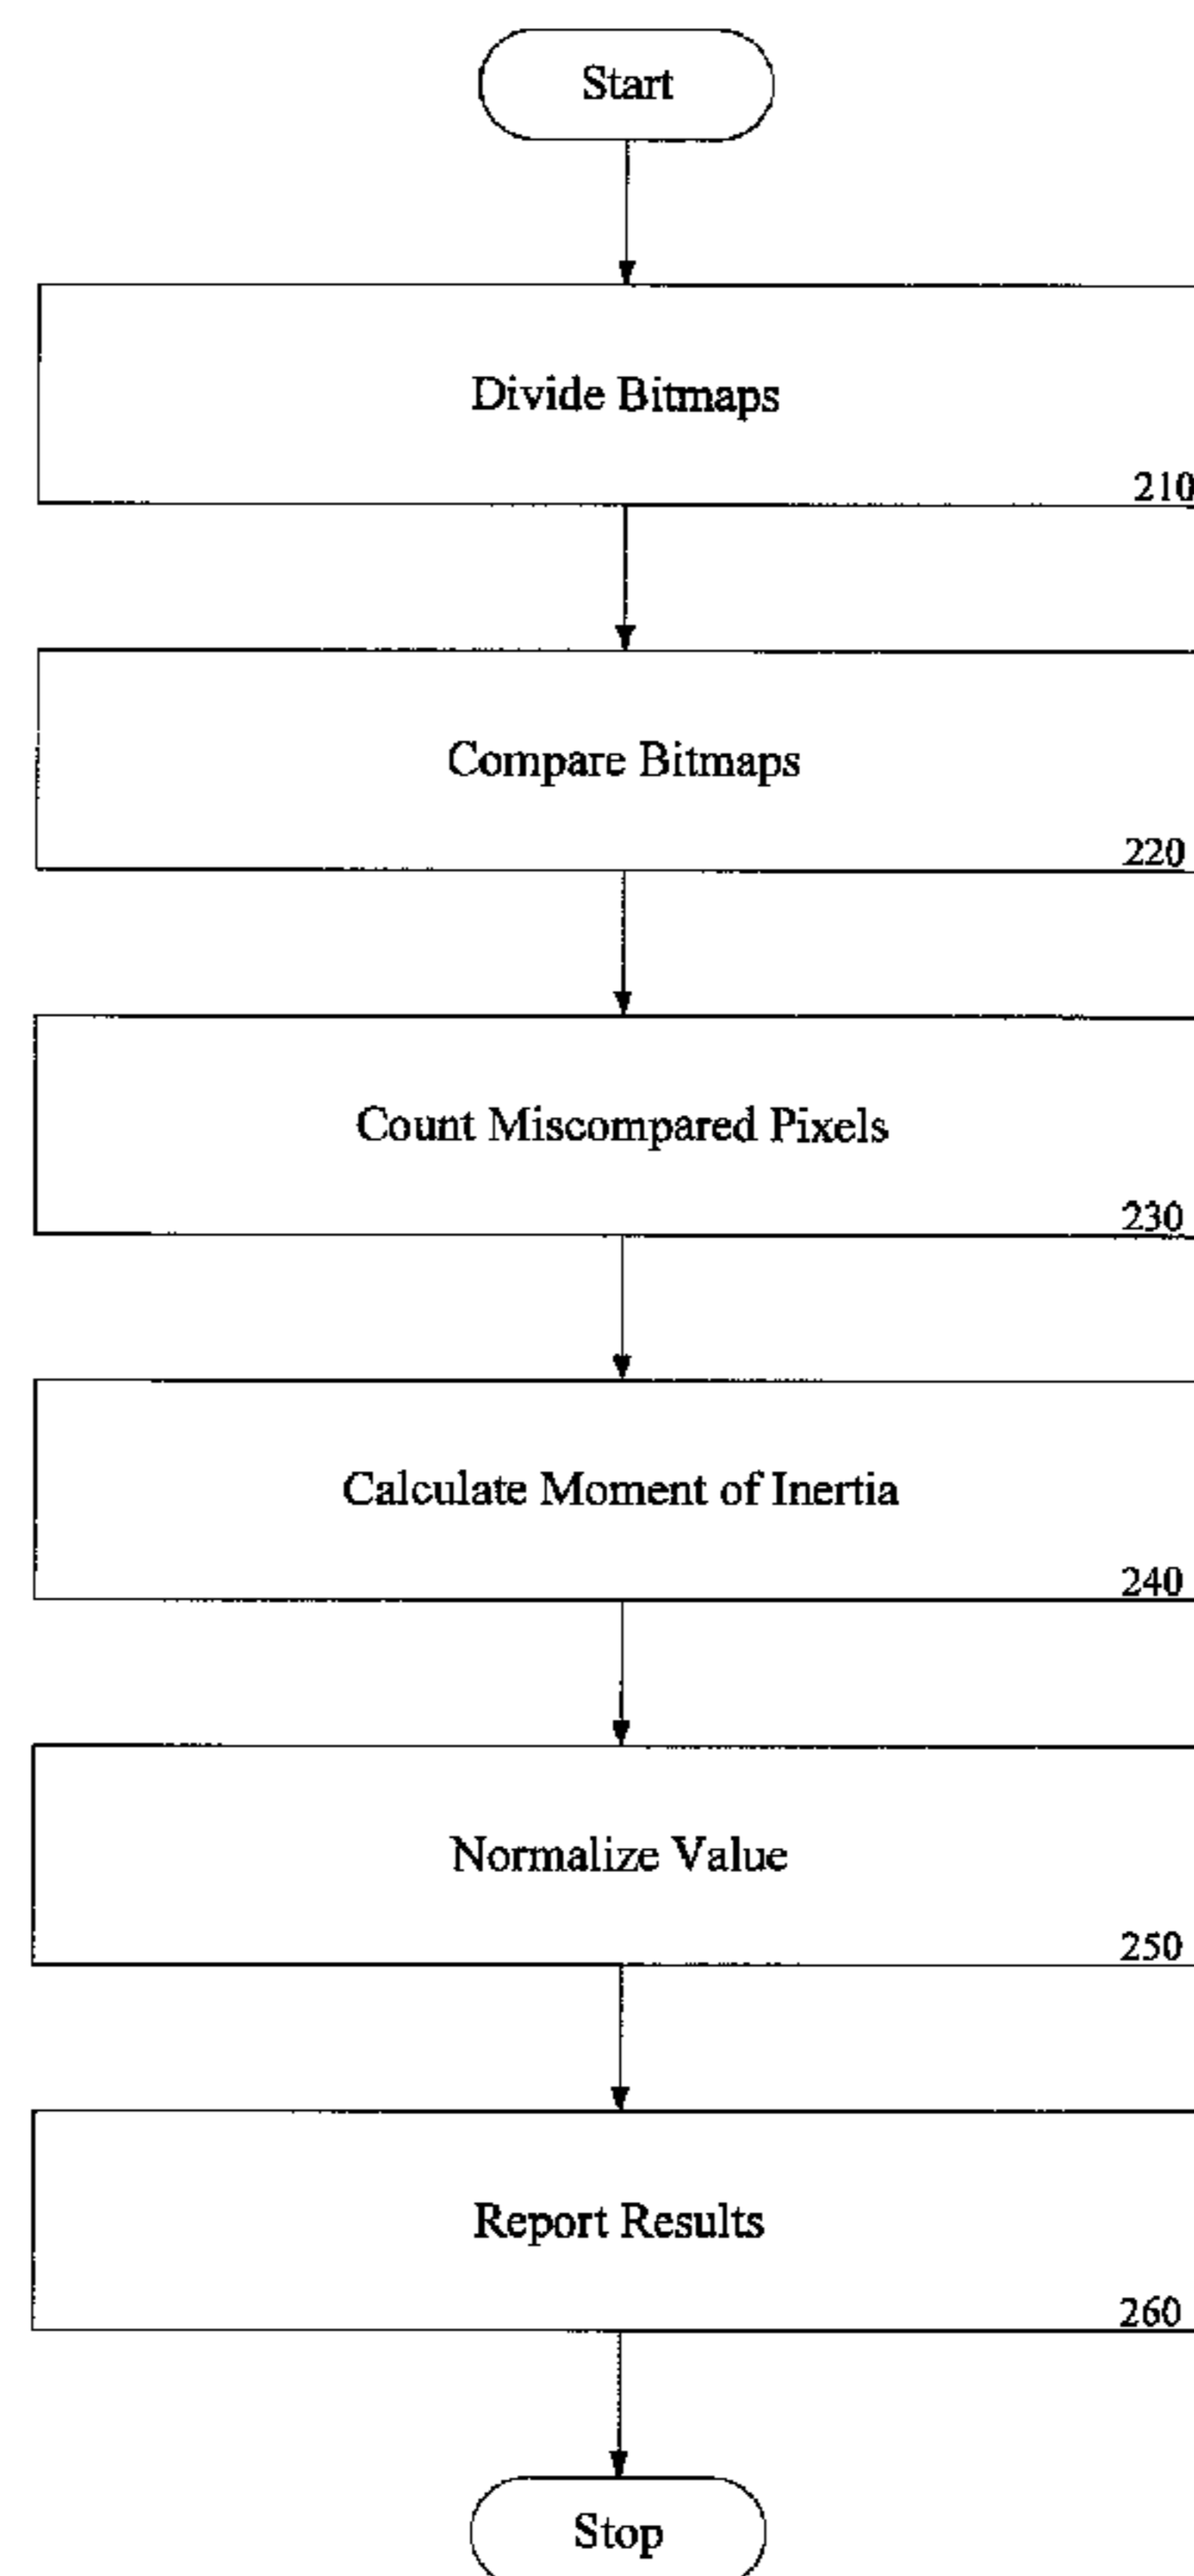 Start
Divide Bitmaps
210
Compare Bitmaps
220
Count Miscompared Pixels
230
Calculate Moment of Inertia
240
Normalize Value
250
Report Results
260
Stop